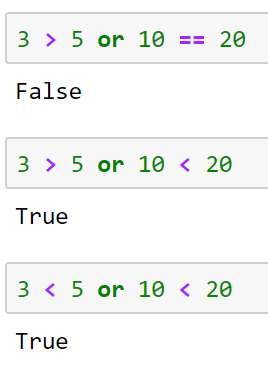 3 > 5 or 10 == 20
False
3 > 5 or 10 < 20
True
3 < 5 or 10 < 20
True